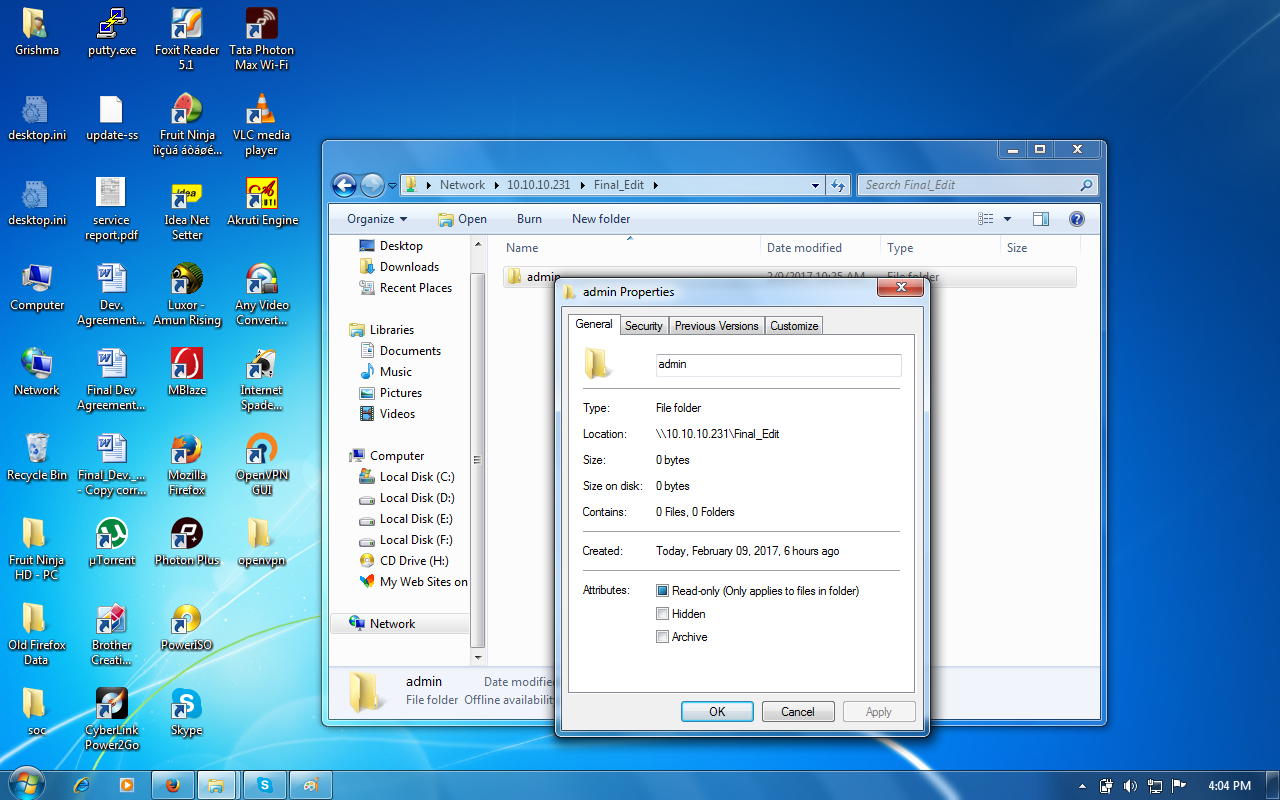 Grishma
putty.exe
Foxit Reader 5.1
Tata Photon Max Wi-Fi
desktop.ini
update-ss
Fruit Ninja ìîçùá áòáøé...
VLC media player
desktop.ini
service report.pdf
Idea Net Setter
Akruti Engine
Computer
Dev. Agreement...
Luxor - Amun Rising
Any Video Convert...
Network
Final Dev Agreement...
MBlaze
Internet Spade...
Recycle Bin
Final_Dev._... - Copy corr...
Mozilla Firefox
OpenVPN GUI
Fruit Ninja HD - PC
µTorrent
Photon Plus
openvpn
Old Firefox Data
Brother Creati...
PowerISO
soc
CyberLink Power2Go
Skype
Network
10.10.10.231
Final_Edit
Search Final_Edit
Organize
Open
Burn
New folder
Desktop
Downloads
Recent Places
Libraries
Documents
Music
Pictures
Videos
Computer
Local Disk (C:)
Local Disk (D:)
Local Disk (E:)
Local Disk (F:)
CD Drive (H:)
My Web Sites on
Network
Name
Date modified
Type
Size
admin
2/9/2017 10:25 AM
File folder
admin
Date modifie
File folder
Offline availabilit
admin Properties
General
Security
Previous Versions
Customize
admin
Type: File folder
Location: \\10.10.10.231\Final_Edit
Size: 0 bytes
Size on disk: 0 bytes
Contains: 0 Files, 0 Folders
Created: Today, February 09, 2017, 6 hours ago
Attributes: Read-only (Only applies to files in folder)
Hidden
Archive
OK
Cancel
Apply
4:04 PM